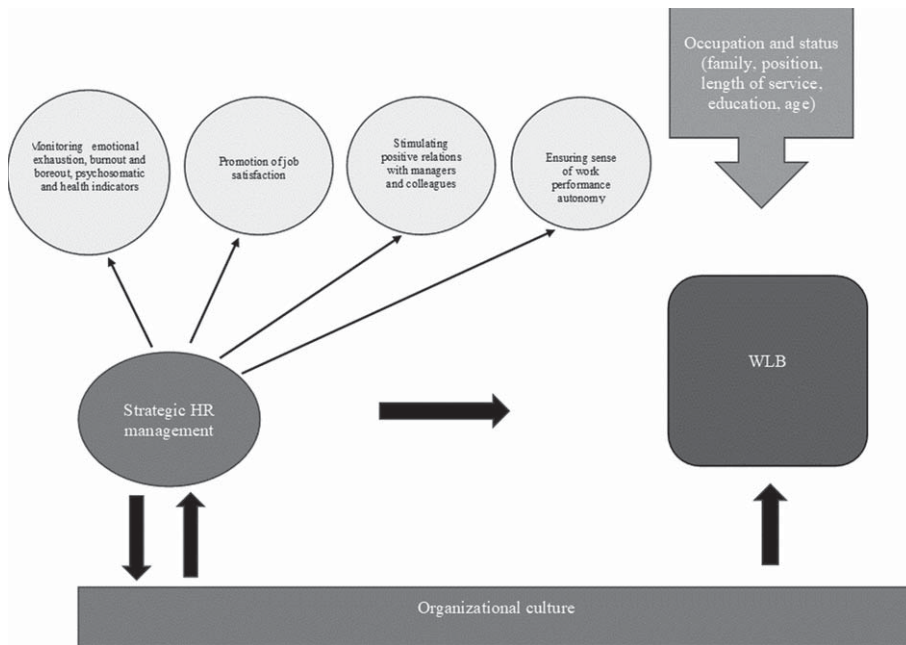 Occupation and status
(family, position,
length of service,
education, age)
Monitoring emotional
exhaustion, burnout and
boreout, psychosomatic
and health indicators
Promotion of job
satisfaction
Stimulating
positive relations
with managers
and colleagues
Ensuring sense
of work
performance
autonomy
WLB
Strategic HR
management
Organizational culture